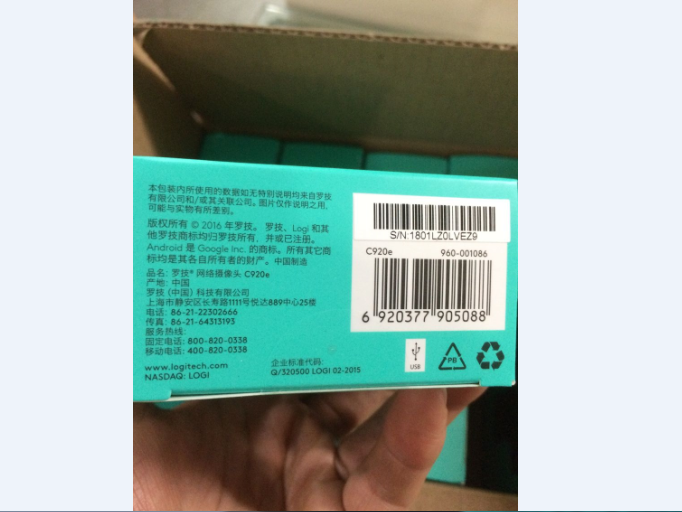 本包装内所使用的数据如无特别说明均来自罗技
有限公司和/或其关联公司。图片仅作说明之用,
可能与实物有所差别。
版权所有 © 2016 年罗技。 罗技、Logi 和其
他罗技商标均归罗技所有, 并或已注册。
Android 是 Google Inc. 的商标。所有其它商
标均是其各自所有者的财产。中国制造
品名: 罗技® 网络摄像头 C920e
产地: 中国
罗技 (中国) 科技有限公司
上海市静安区长寿路1111号悦达889中心25楼
电话: 86-21-22302666
传真: 86-21-64313193
服务热线:
固定电话: 800-820-0338
移动电话: 400-820-0338
www.logitech.com
NASDAQ: LOGI
企业标准代码:
Q/320500 LOGI 02-2015
S/N:1801LZ0LVEZ9
C920e 960-001086
6 920377 905088
USB
PB